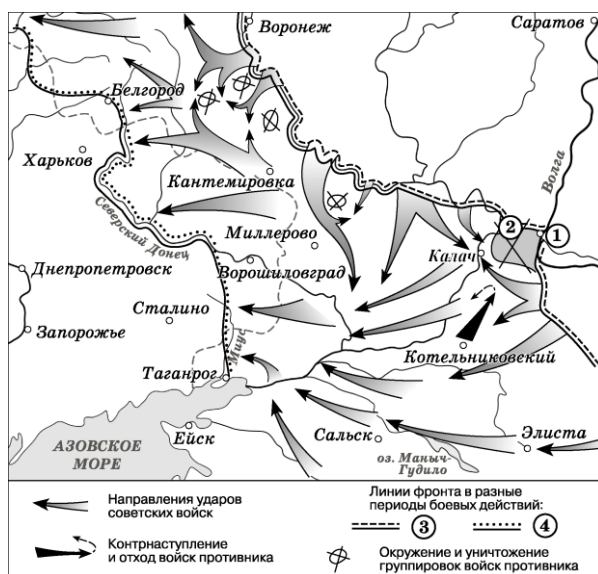 Воронеж
Саратов
Белгород
Харьков
Волга
Кантемировка
Северский Донец
2
1
Миллерово
Калач
Днепропетровск
Ворошиловград
Сталино
Запорожье
Миус
Котельниковский
Таганрог
АЗОВСКОЕ
МОРЕ
Ейск
Сальск
Элиста
оз. Маныч-
Гудило
Направления ударов
советских войск
Контрнаступление
и отход войск противника
Линии фронта в разные
периоды боевых действий:
3
4
Окружение и уничтожение
группировок войск противника